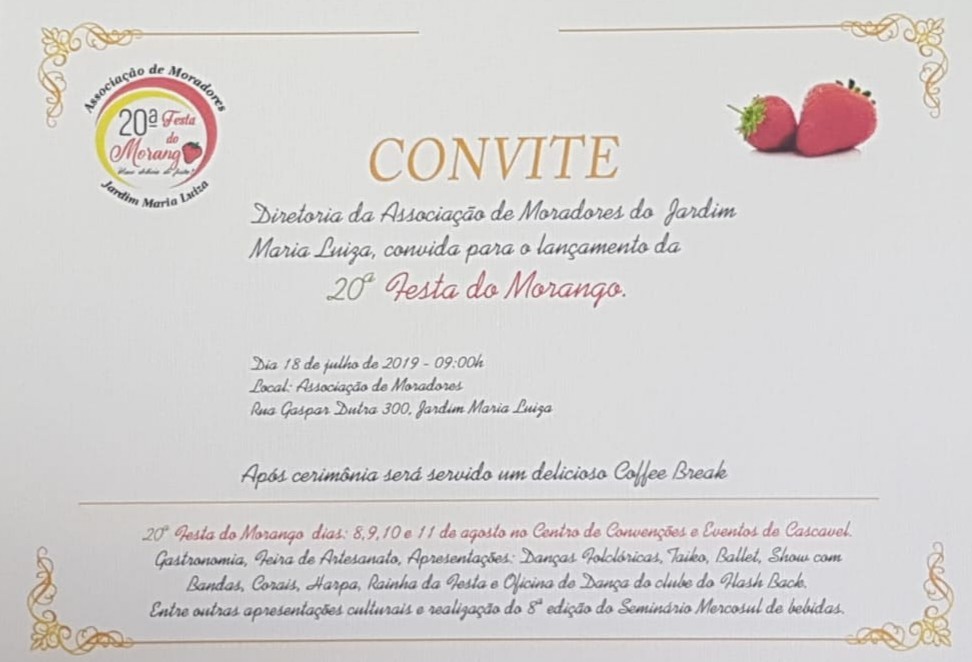 Associação de Moradores
20ª Festa
do
Morango
Jardim Maria Luiza
CONVITE
Diretoria da Associação de Moradores do Jardim
Maria Luiza, convida para o lançamento da
20ª Festa do Morango.
Dia 18 de julho de 2019 - 09:00h
Local: Associação de Moradores
Rua Gaspar Dutra 300, Jardim Maria Luiza
Após cerimônia será servido um delicioso Coffee Break
20ª Festa do Morango dias: 8,9,10 e 11 de agosto no Centro de Convenções e Eventos de Cascavel.
Gastronomia, Feira de Artesanato, Apresentações: Danças Folclóricas, Taiko, Ballet, Show com
Bandas, Corais, Harpa, Rainha da Festa e Oficina de Dança do clube do Flash Back.
Entre outras apresentações culturais e realização do 8ª edição do Seminário Mercosul de bebidas.